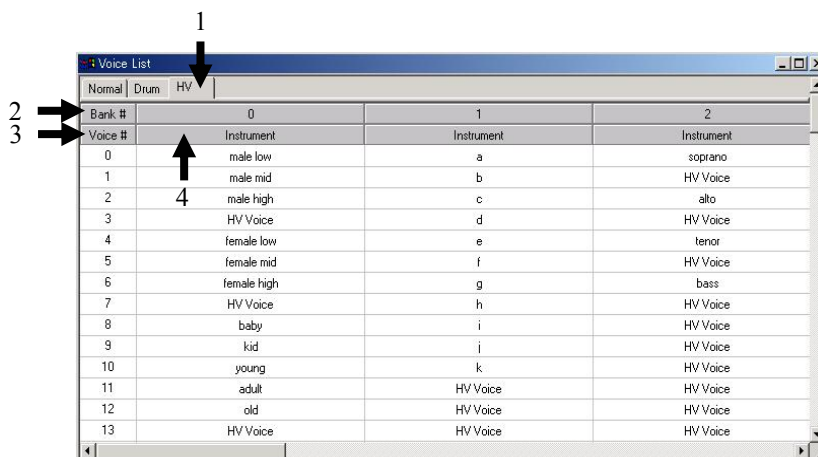 1
Voice List
Normal Drum HV
2 Bank # 0 1 2
3 Voice # Instrument Instrument Instrument
0 male low a soprano
1 male mid b HV Voice
4
2 male high c alto
3 HV Voice d HV Voice
4 female low e tenor
5 female mid f HV Voice
6 female high g bass
7 HV Voice h HV Voice
8 baby i HV Voice
9 kid j HV Voice
10 young k HV Voice
11 adult HV Voice HV Voice
12 old HV Voice HV Voice
13 HV Voice HV Voice HV Voice